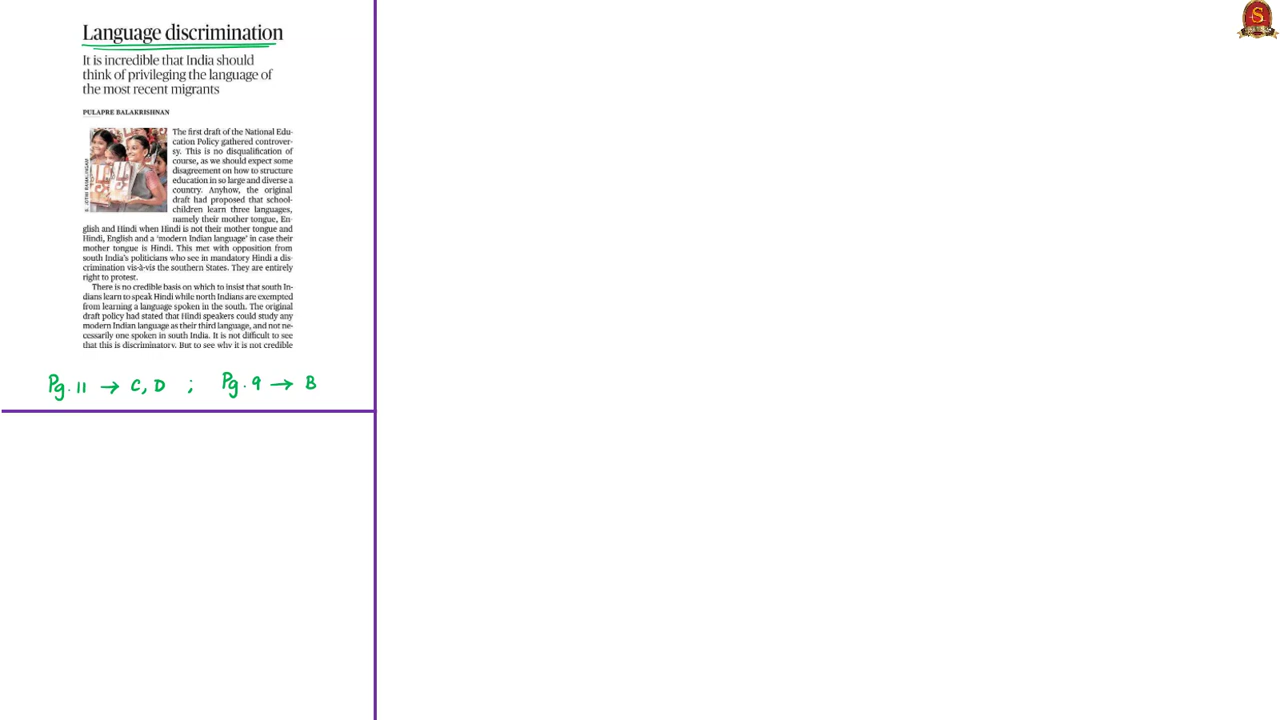 Language discrimination
It is incredible that India should
think of privileging the language of
the most recent migrants
PULAPRE BALAKRISHNAN
The first draft of the National Edu-
cation Policy gathered controver-
sy. This is no disqualification of
course, as we should expect some
disagreement on how to structure
education in so large and diverse a
country. Anyhow, the original
draft had proposed that school-
children learn three languages,
namely their mother tongue, En-
glish and Hindi when Hindi is not their mother tongue and
Hindi, English and a ‘modern Indian language’ in case their
mother tongue is Hindi. This met with opposition from
south India’s politicians who see in mandatory Hindi a dis-
crimination vis-à-vis the southern States. They are entirely
right to protest.
There is no credible basis on which to insist that south In-
dians learn to speak Hindi while north Indians are exempted
from learning a language spoken in the south. The original
draft policy had stated that Hindi speakers could study any
modern Indian language as their third language, and not ne-
cessarily one spoken in south India. It is not difficult to see
that this is discriminatory. But to see why it is not credible
Pg. 11 → C, D ; Pg. 9 → B
S